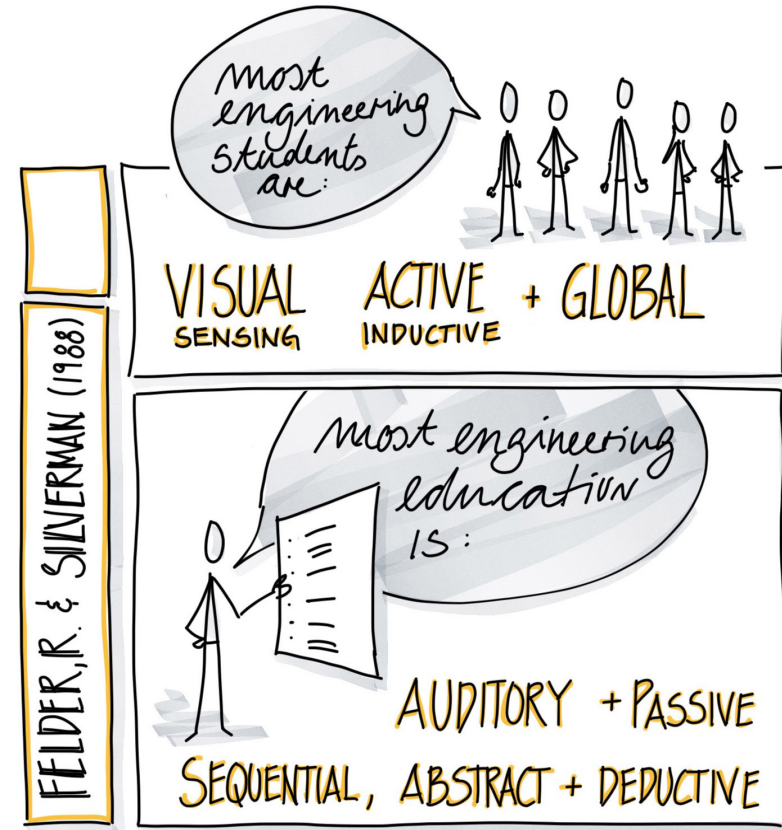 most
engineering
students
are:
VISUAL ACTIVE + GLOBAL
SENSING INDUCTIVE
FELDER, R. & SILVERMAN (1988)
most engineering
education
IS:
AUDITORY + PASSIVE
SEQUENTIAL, ABSTRACT + DEDUCTIVE